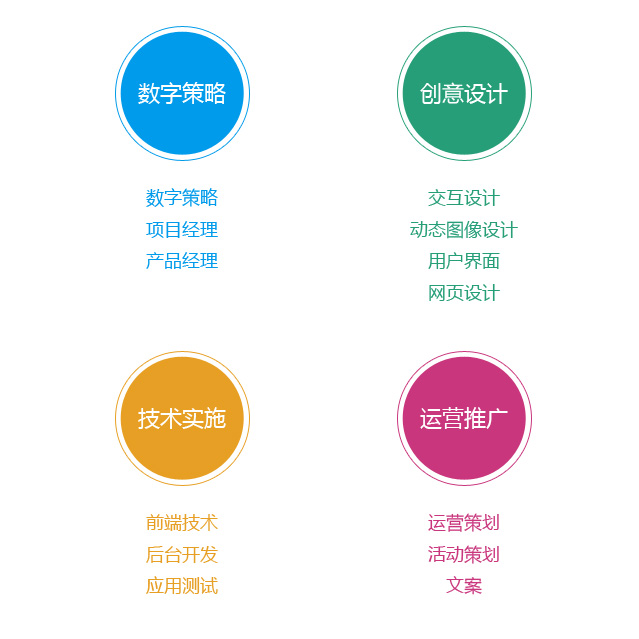 数字策略
数字策略
项目经理
产品经理
创意设计
交互设计
动态图像设计
用户界面
网页设计
技术实施
前端技术
后台开发
应用测试
运营推广
运营策划
活动策划
文案